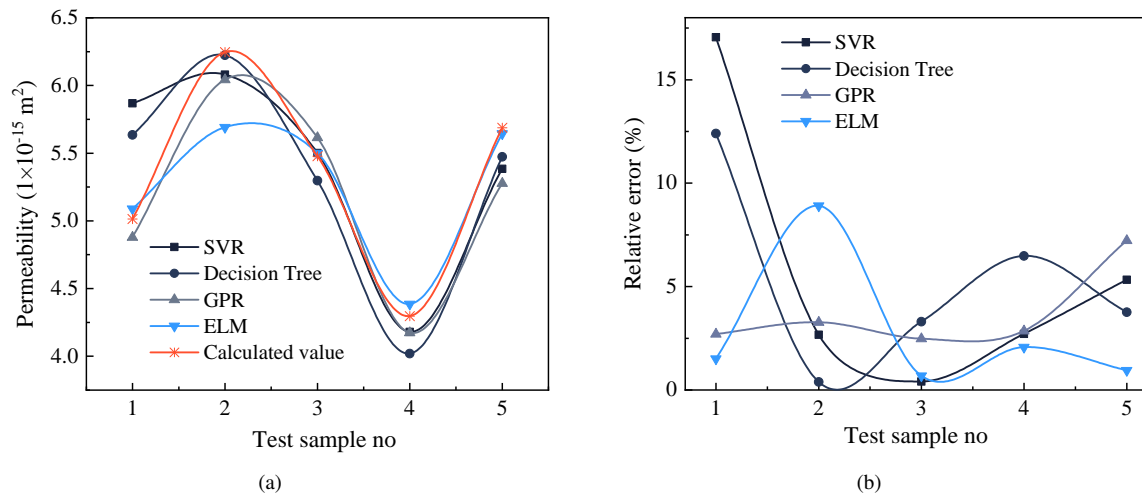 6.5
6.0
5.5
5.0
4.5
4.0
Permeability (1×10⁻¹⁵ m²)
SVR
Decision Tree
GPR
ELM
Calculated value
1 2 3 4 5
Test sample no
(a)
15
10
5
0
Relative error (%)
SVR
Decision Tree
GPR
ELM
1 2 3 4 5
Test sample no
(b)